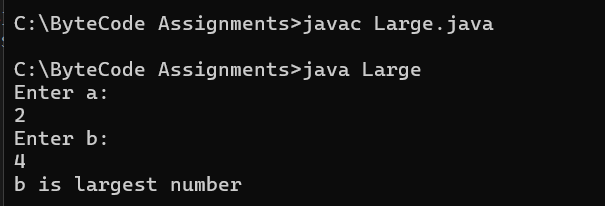 C:\ByteCode Assignments>javac Large.java
C:\ByteCode Assignments>java Large
Enter a:
2
Enter b:
4
b is largest number